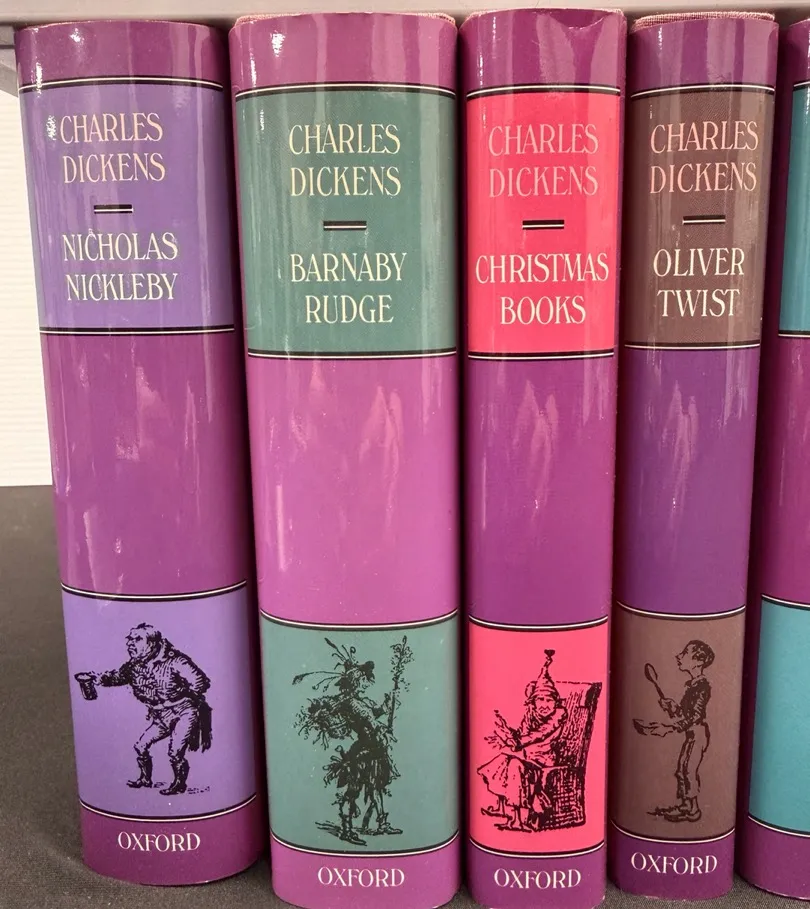 CHARLES
DICKENS
NICHOLAS
NICKLEBY
OXFORD
CHARLES
DICKENS
BARNABY
RUDGE
OXFORD
CHARLES
DICKENS
CHRISTMAS
BOOKS
OXFORD
CHARLES
DICKENS
OLIVER
TWIST
OXFORD